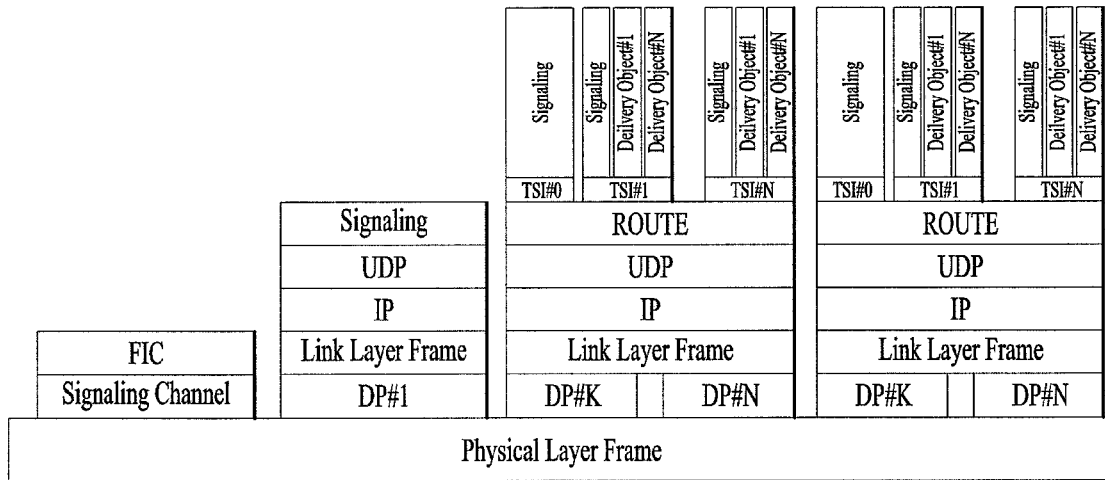 Signaling
Signaling
Deilvery Object#1
Delivery Object#N
Signaling
Deilvery Object#1
Delivery Object#N
Signaling
Signaling
Deilvery Object#1
Delivery Object#N
Signaling
Deilvery Object#1
Delivery Object#N
TSI#0 TSI#1 TSI#N TSI#0 TSI#1 TSI#N
Signaling ROUTE ROUTE
UDP UDP UDP
IP IP IP
FIC Link Layer Frame Link Layer Frame Link Layer Frame
Signaling Channel DP#1 DP#K DP#N DP#K DP#N
Physical Layer Frame